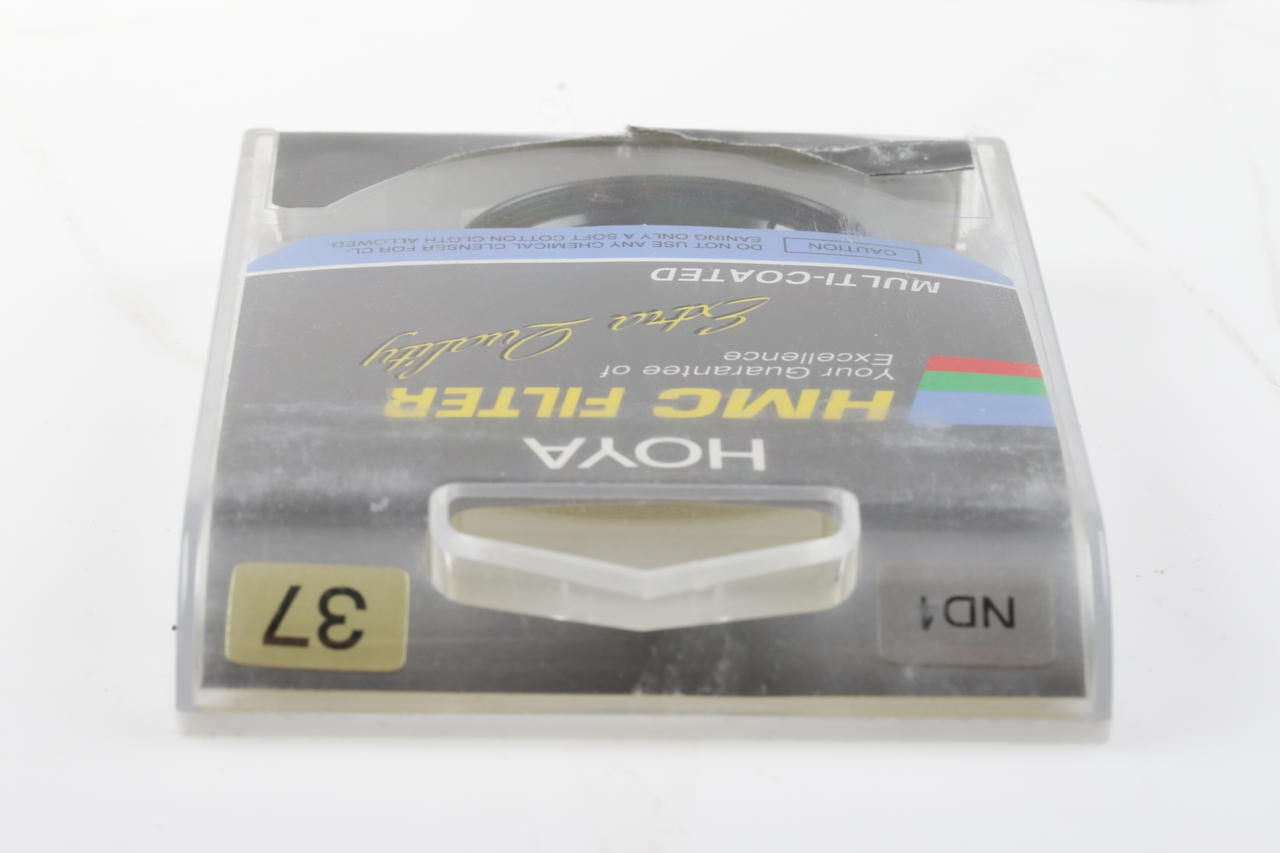 ND4
37
HOYA
HMC FILTER
Your Guarantee of
Excellence
Extra Quality
MULTI-COATED
CAUTION
DO NOT USE ANY CHEMICAL CLENSER FOR CL-
EANING ONLY A SOFT COTTON CLOTH ALLOWED.